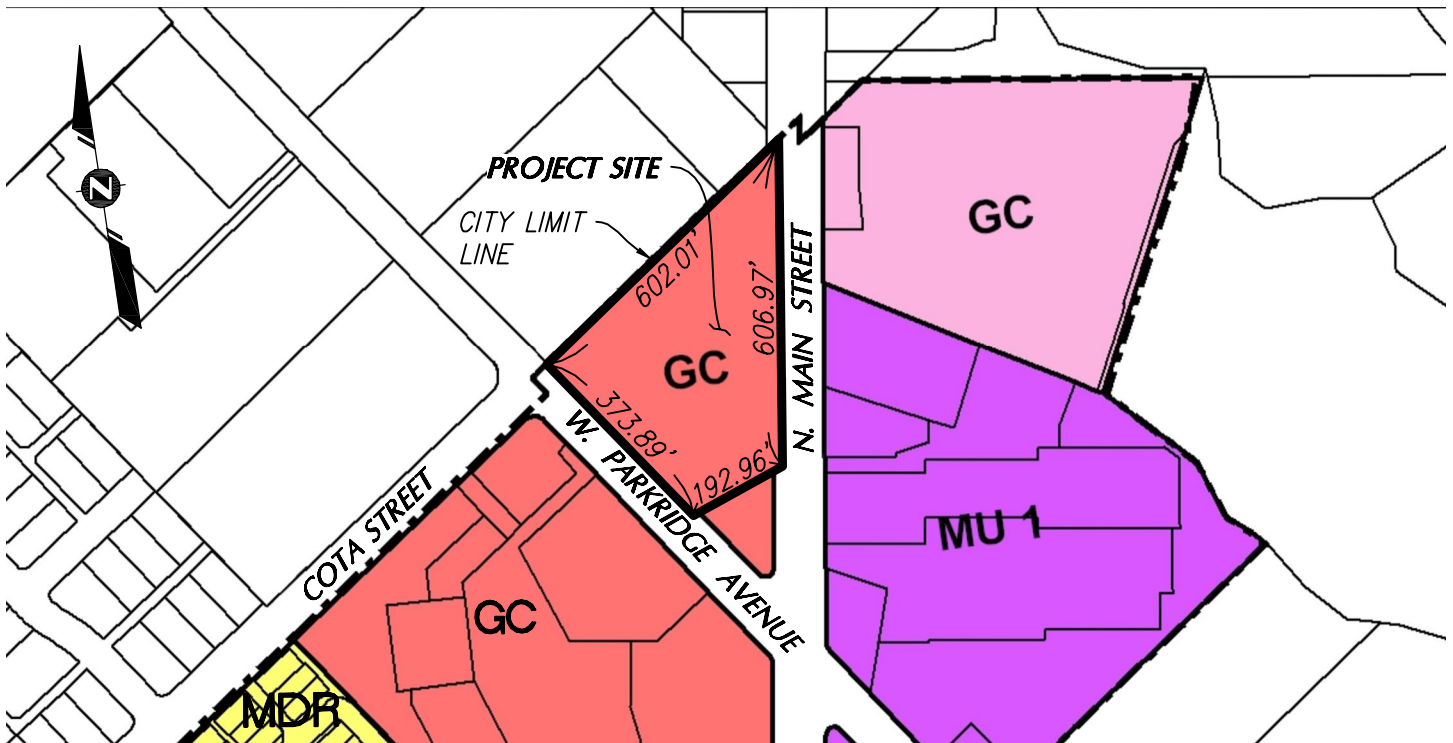 PROJECT SITE
CITY LIMIT
LINE
N
602.01'
606.97'
GC
373.89'
192.96'
N. MAIN STREET
W. PARKRIDGE AVENUE
COTA STREET
GC
GC
MU 1
MDR